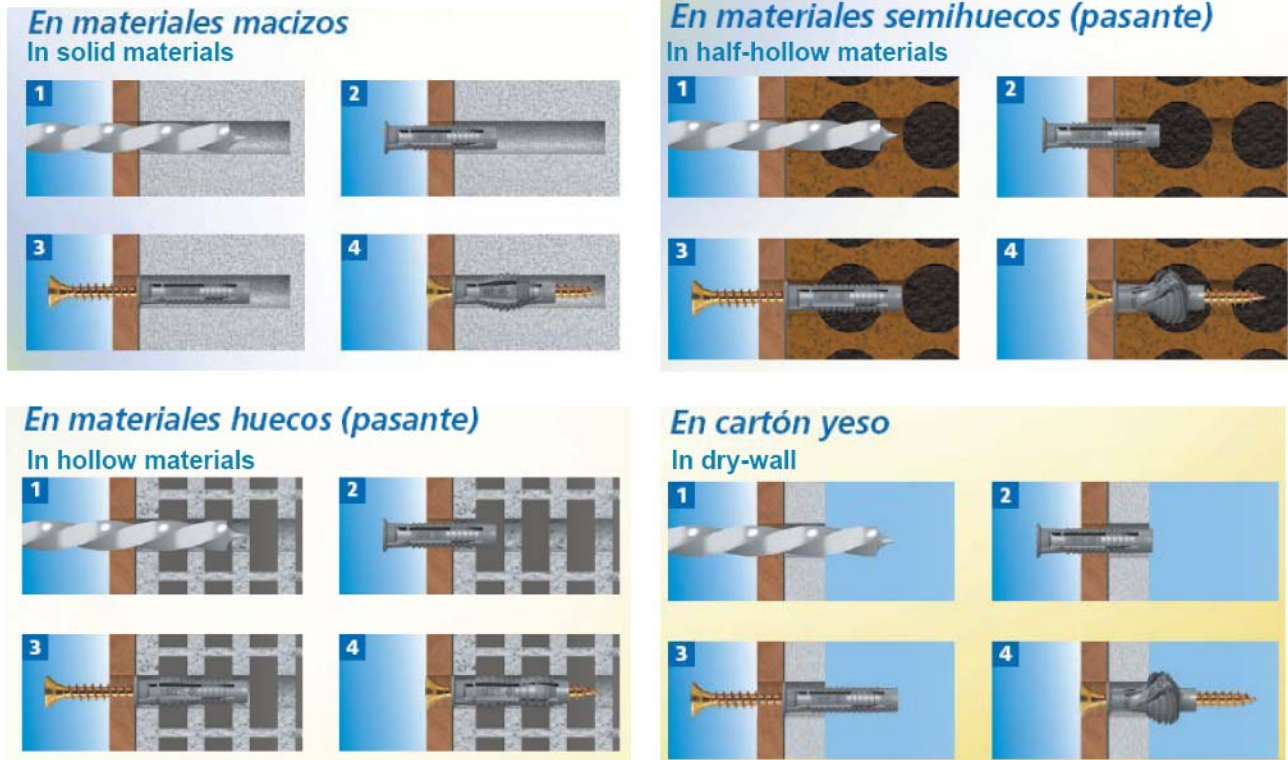 En materiales macizos
In solid materials
1
2
3
4
En materiales semihuecos (pasante)
In half-hollow materials
1
2
3
4
En materiales huecos (pasante)
In hollow materials
1
2
3
4
En cartón yeso
In dry-wall
1
2
3
4